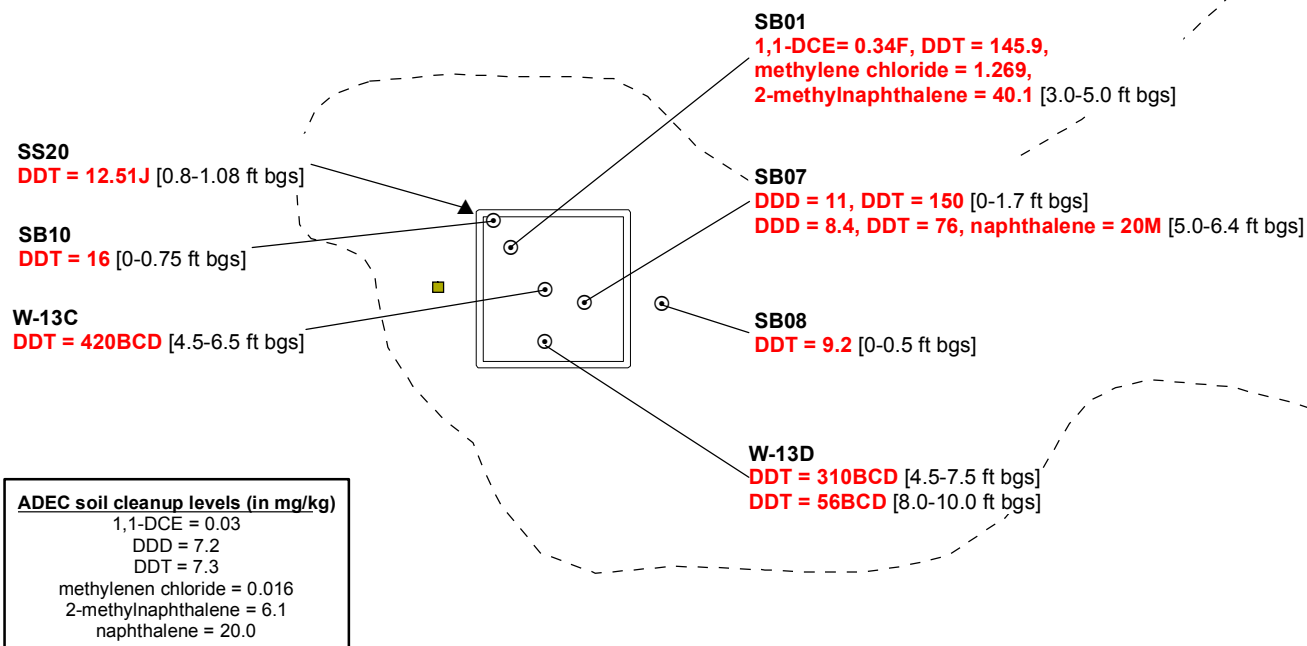 SB01
1,1-DCE= 0.34F, DDT = 145.9,
methylene chloride = 1.269,
2-methylnaphthalene = 40.1 [3.0-5.0 ft bgs]
SS20
DDT = 12.51J [0.8-1.08 ft bgs]
SB07
DDD = 11, DDT = 150 [0-1.7 ft bgs]
DDD = 8.4, DDT = 76, naphthalene = 20M [5.0-6.4 ft bgs]
SB10
DDT = 16 [0-0.75 ft bgs]
W-13C
DDT = 420BCD [4.5-6.5 ft bgs]
SB08
DDT = 9.2 [0-0.5 ft bgs]
W-13D
DDT = 310BCD [4.5-7.5 ft bgs]
DDT = 56BCD [8.0-10.0 ft bgs]
ADEC soil cleanup levels (in mg/kg)
1,1-DCE = 0.03
DDD = 7.2
DDT = 7.3
methylenen chloride = 0.016
2-methylnaphthalene = 6.1
naphthalene = 20.0